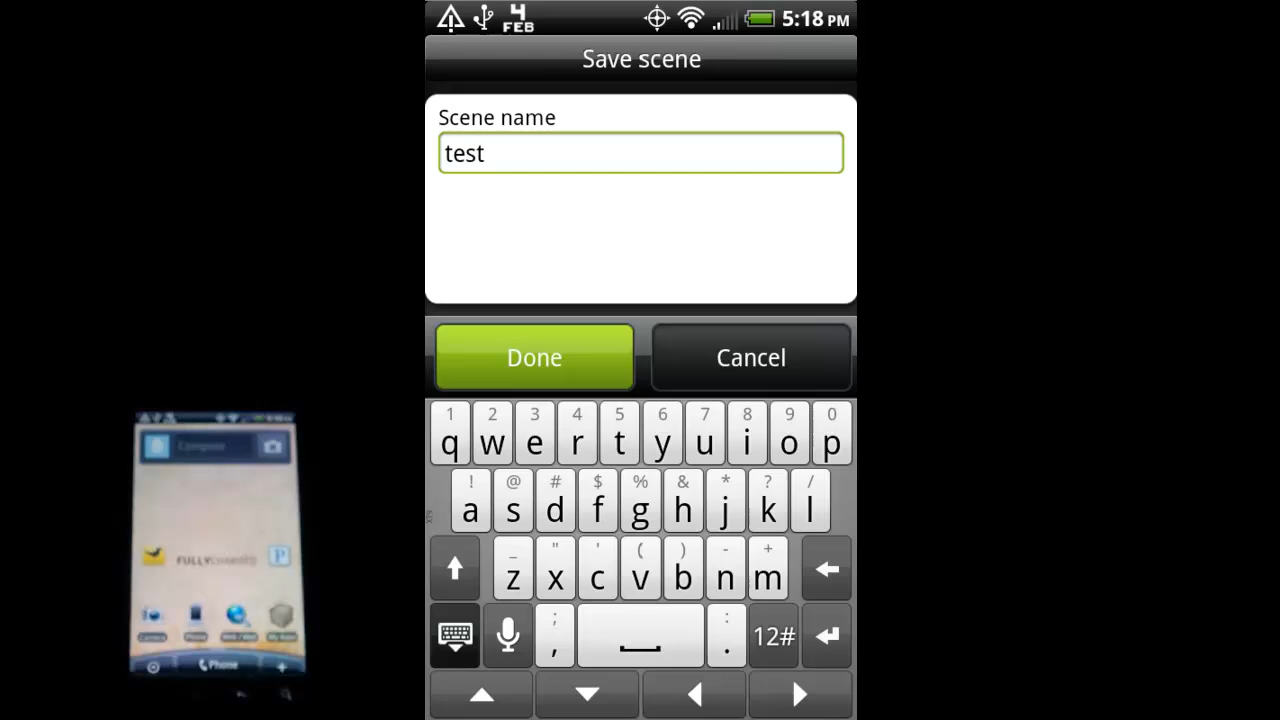 4
FEB
5:18 PM
Save scene
Scene name
test
Done
Cancel
1 2 3 4 5 6 7 8 9 0
q w e r t y u i o p
! @ # $ % & * ? /
a s d f g h j k l
_ " ' ( ) - +
z x c v b n m
; :
, . 12#
FULLY
P
Phone